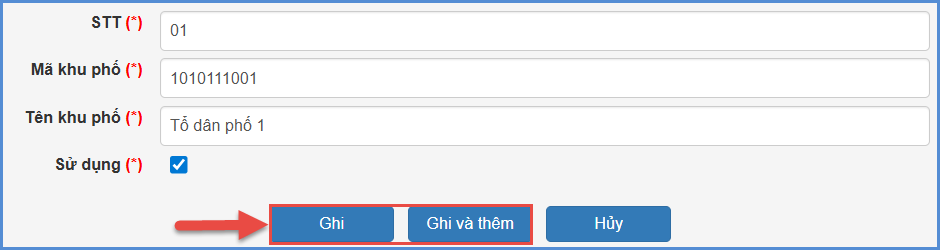 STT (*) 01
Mã khu phố (*) 1010111001
Tên khu phố (*) Tổ dân phố 1
Sử dụng (*)
Ghi Ghi và thêm Hủy